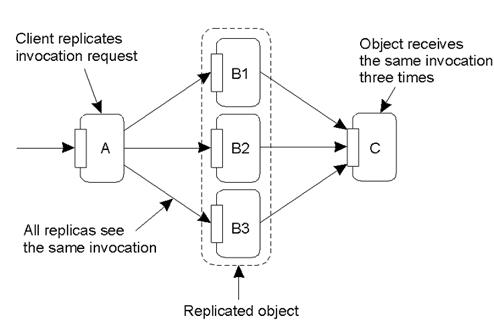 Client replicates
invocation request
Object receives
the same invocation
three times
B1
A
B2
C
B3
All replicas see
the same invocation
Replicated object